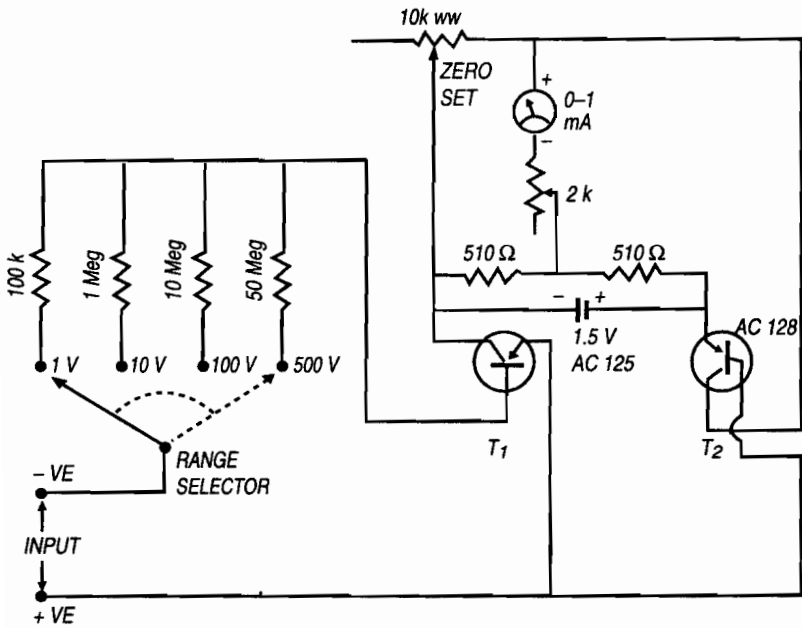 10k ww
ZERO
SET
+
0–1
mA
–
2 k
510 Ω
510 Ω
– +
1.5 V
AC 125
AC 128
T1
T2
100 k
1 Meg
10 Meg
50 Meg
1 V
10 V
100 V
500 V
RANGE
SELECTOR
– VE
INPUT
+ VE